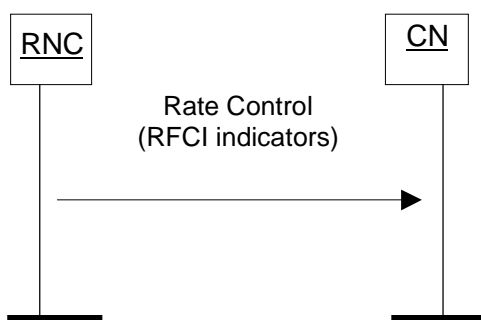 RNC
CN
Rate Control
(RFCI indicators)